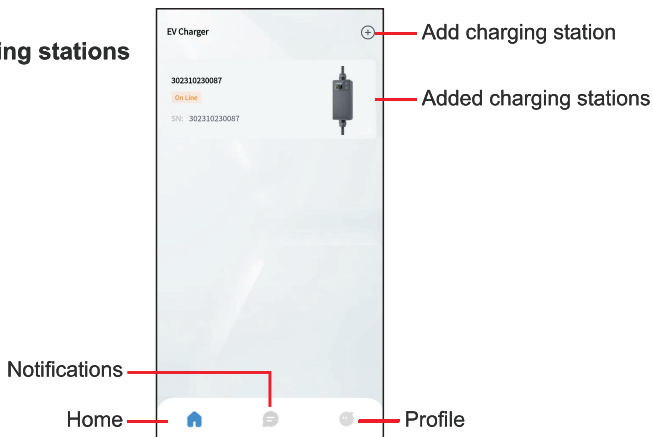 EV Charger
Add charging station
ing stations
302310230087
On Line
SN: 302310230087
Added charging stations
Notifications
Home
Profile